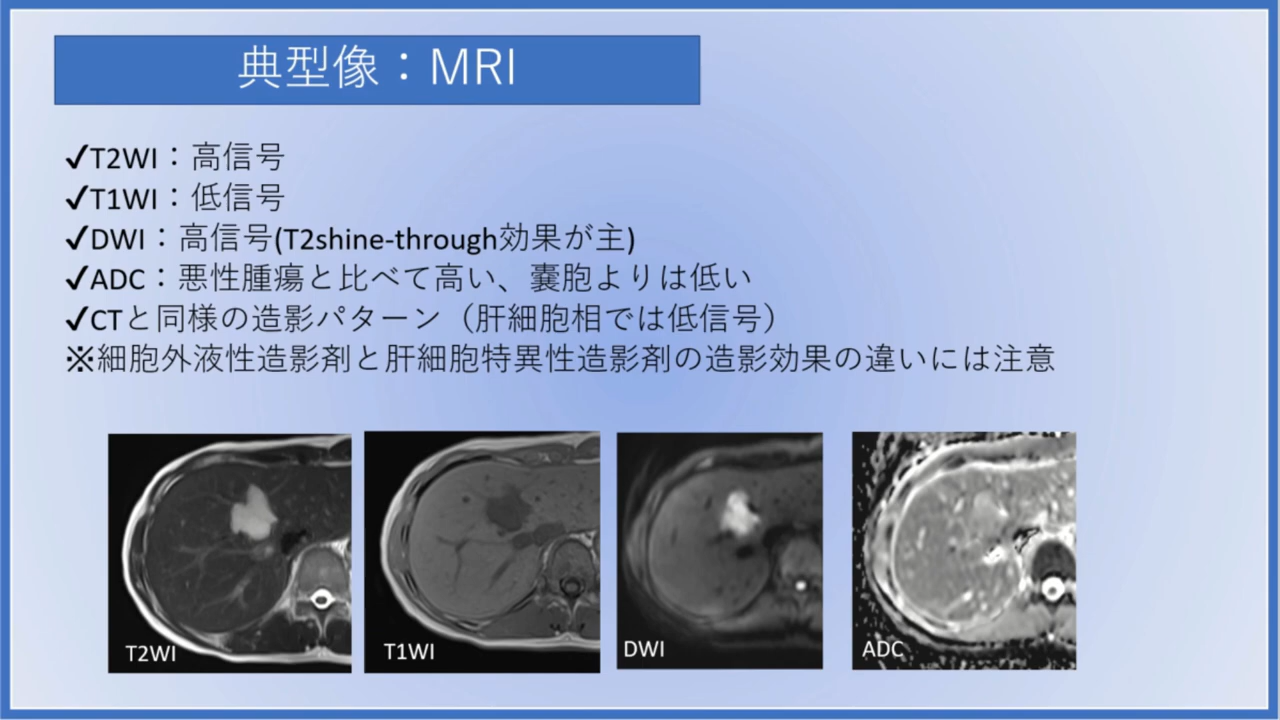 典型像：MRI
✓T2WI：高信号
✓T1WI：低信号
✓DWI：高信号(T2shine-through効果が主)
✓ADC：悪性腫瘍と比べて高い、嚢胞よりは低い
✓CTと同様の造影パターン（肝細胞相では低信号）
※細胞外液性造影剤と肝細胞特異性造影剤の造影効果の違いには注意
T2WI
T1WI
DWI
ADC